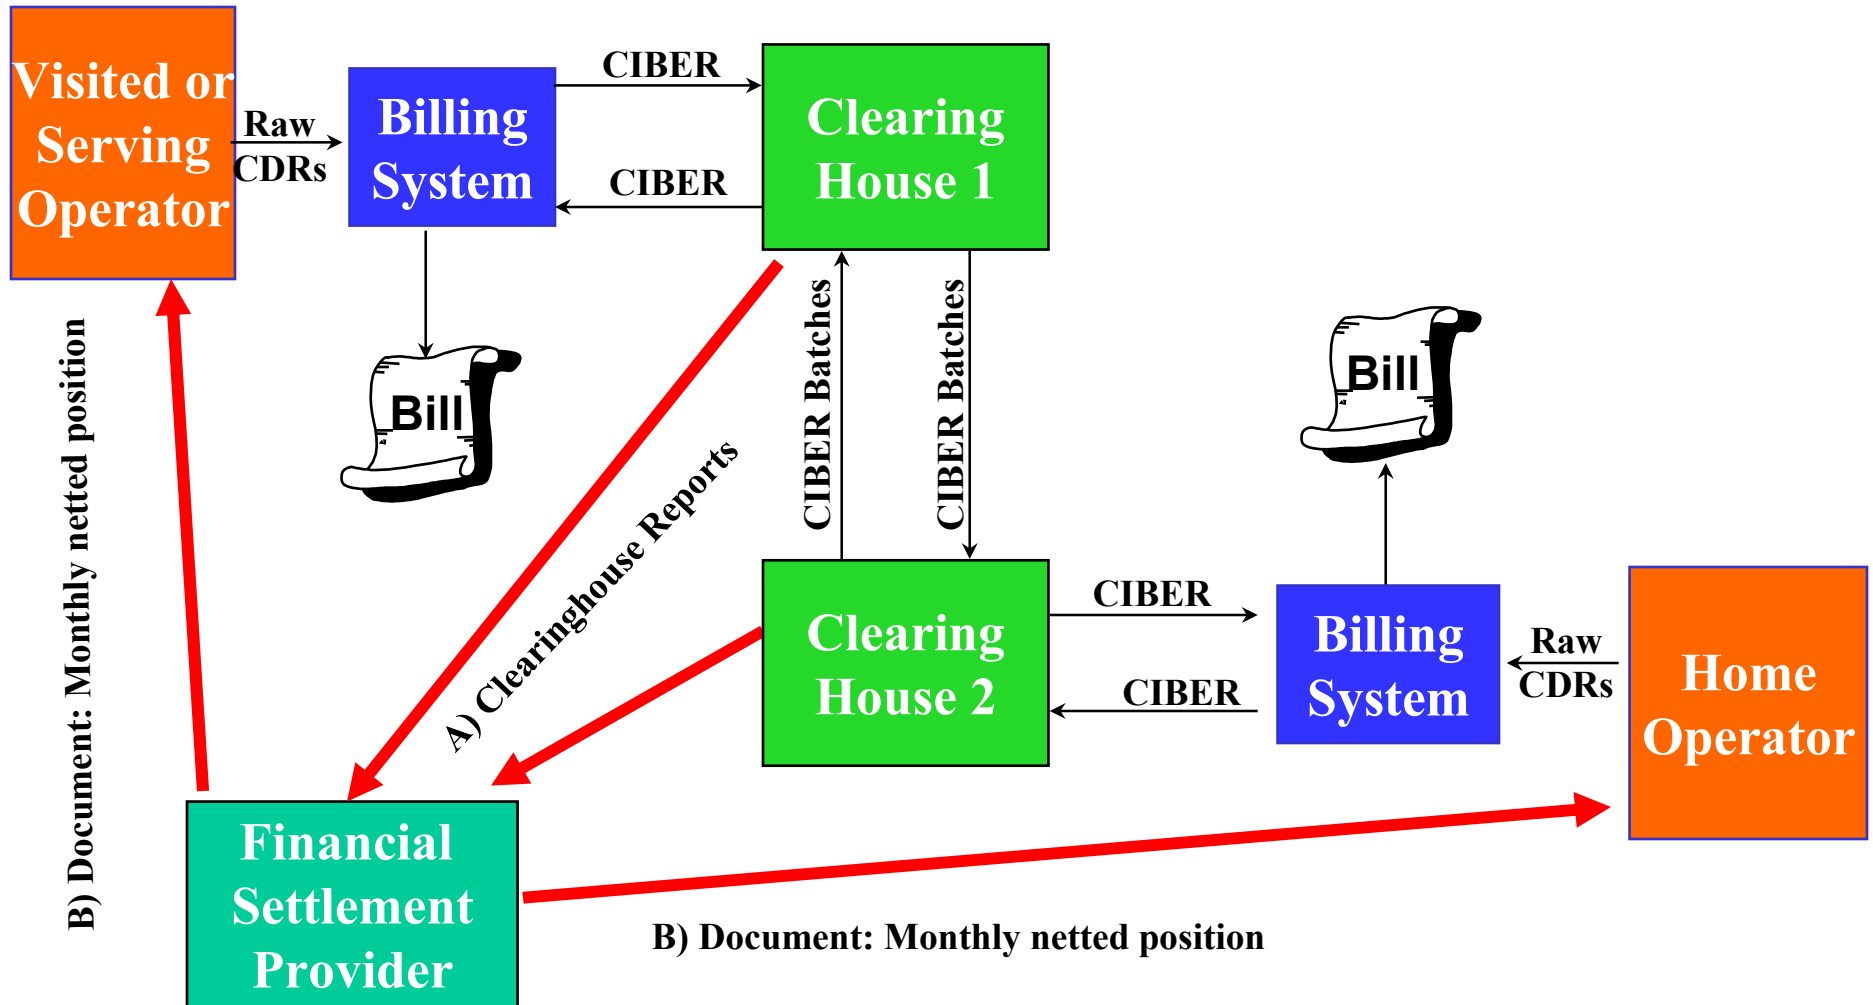 Visited or
Serving
Operator
Raw
CDRs
Billing
System
CIBER
CIBER
Clearing
House 1
Bill
B) Document: Monthly netted position
A) Clearinghouse Reports
CIBER Batches
CIBER Batches
Bill
Clearing
House 2
CIBER
CIBER
Billing
System
Raw
CDRs
Home
Operator
Financial
Settlement
Provider
B) Document: Monthly netted position